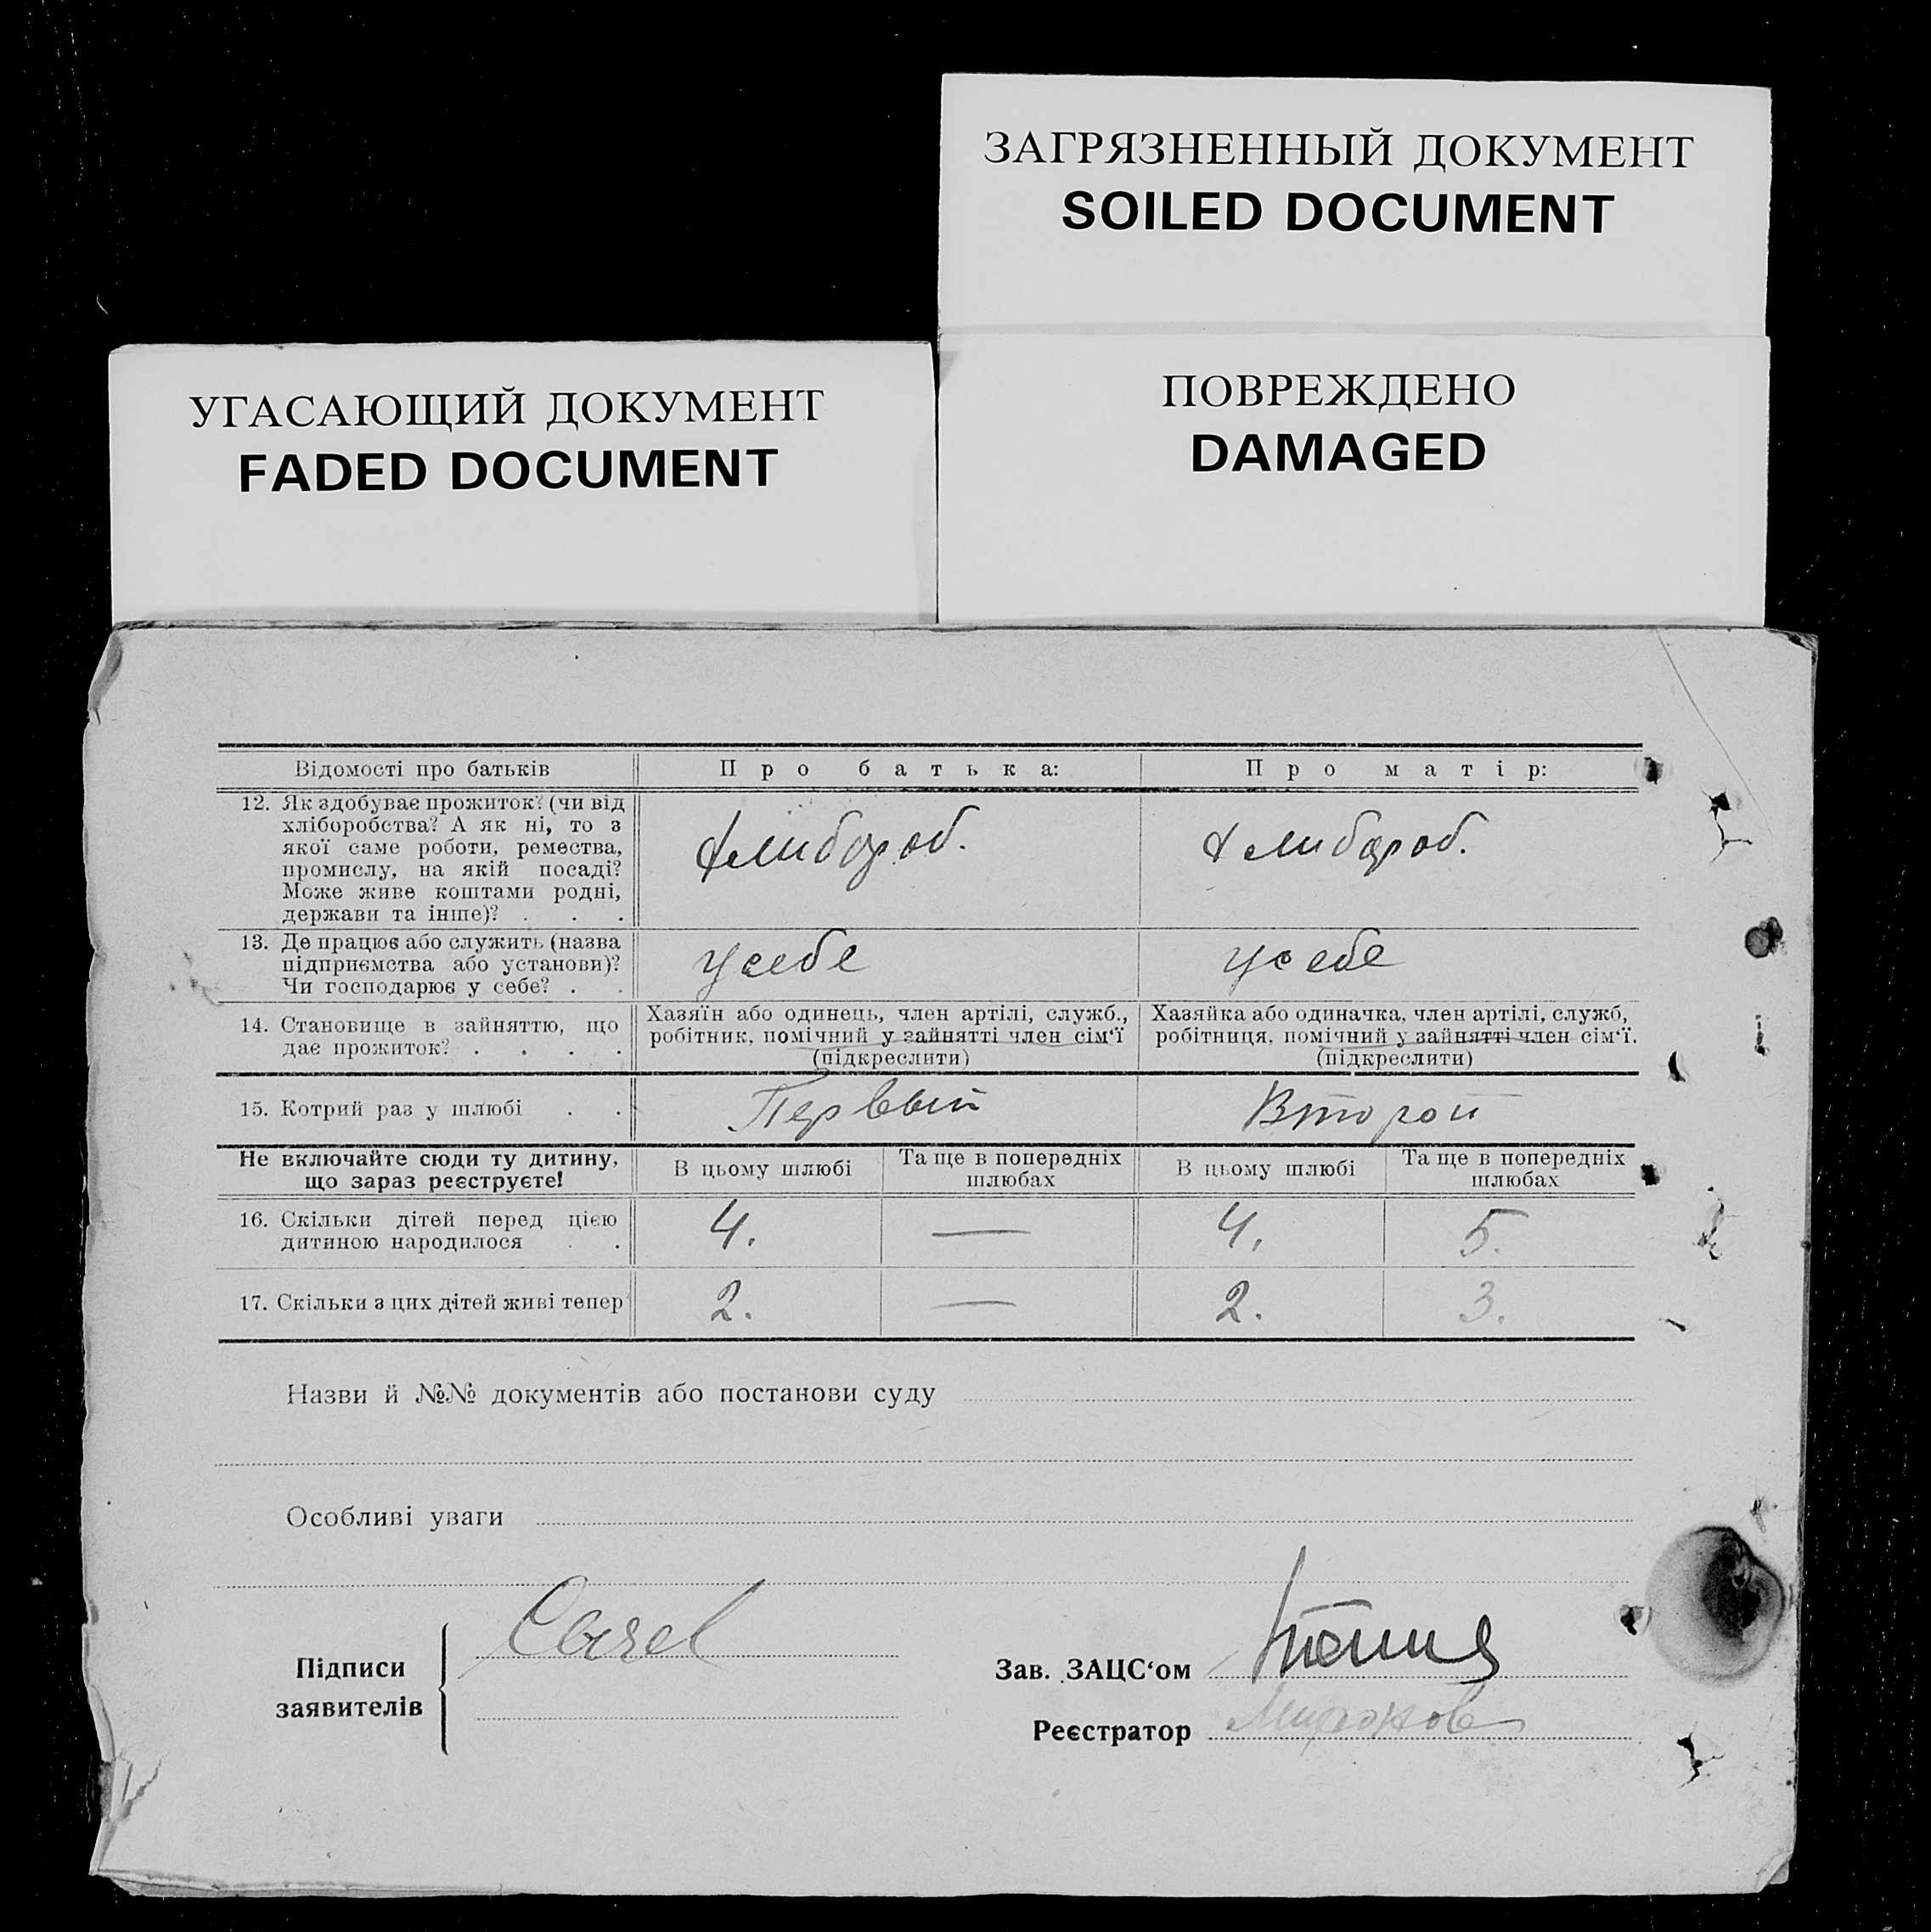 ЗАГРЯЗНЕННЫЙ ДОКУМЕНТ
SOILED DOCUMENT
УГАСАЮЩИЙ ДОКУМЕНТ
FADED DOCUMENT
ПОВРЕЖДЕНО
DAMAGED
Відомості про батьків
Про батька:
Про матір:
12. Як здобуває прожиток? (чи від
хліборобства? А як ні, то з
якої саме роботи, ремества,
промислу, на якій посаді?
Може живе коштами родні,
держави та інше)? . . .
хлибороб.
хлибороб.
13. Де працює або служить (назва
підприємства або установи)?
Чи господарює у себе? . .
у себе
у себе
14. Становище в зайняттю, що
дає прожиток? . . . .
Хазяїн або одинець, член артілі, служб.,
робітник, помічний у зайнятті член сім'ї
(підкреслити)
Хазяйка або одиначка, член артілі, служб,
робітниця, помічний у зайнятті член сім'ї.
(підкреслити)
15. Котрий раз у шлюбі . .
Первый
Второй
Не включайте сюди ту дитину,
що зараз реєструєте!
В цьому шлюбі
Та ще в попередніх
шлюбах
В цьому шлюбі
Та ще в попередніх
шлюбах
16. Скільки дітей перед цією
дитиною народилося . .
4.
—
4.
5.
17. Скільки з цих дітей живі тепер
2.
—
2.
3.
Назви й №№ документів або постанови суду
Особливі уваги
Підписи
заявителів
Зав. ЗАЦС'ом
Реєстратор